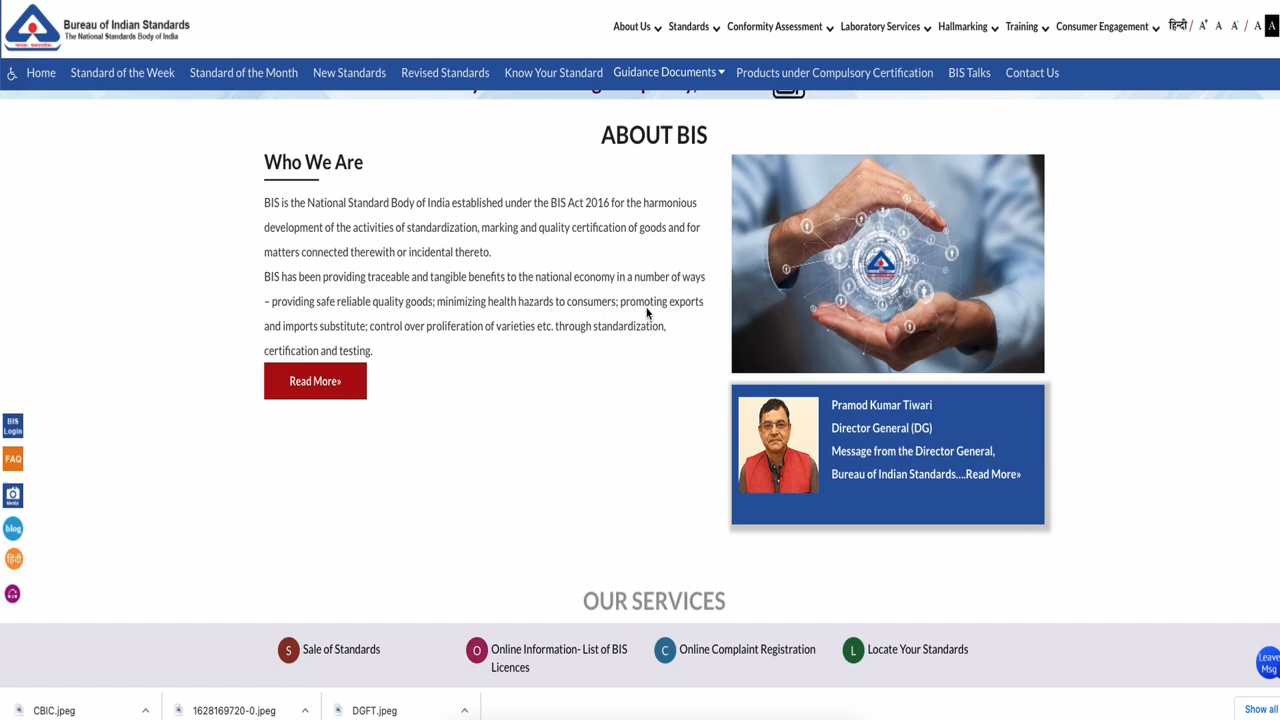 Bureau of Indian Standards
The National Standards Body of India
About Us Standards Conformity Assessment Laboratory Services Hallmarking Training Consumer Engagement हिन्दी / A+ A A- / A A
Home Standard of the Week Standard of the Month New Standards Revised Standards Know Your Standard Guidance Documents Products under Compulsory Certification BIS Talks Contact Us
ABOUT BIS
Who We Are
BIS is the National Standard Body of India established under the BIS Act 2016 for the harmonious
development of the activities of standardization, marking and quality certification of goods and for
matters connected therewith or incidental thereto.
BIS has been providing traceable and tangible benefits to the national economy in a number of ways
– providing safe reliable quality goods; minimizing health hazards to consumers; promoting exports
and imports substitute; control over proliferation of varieties etc. through standardization,
certification and testing.
Read More»
Pramod Kumar Tiwari
Director General (DG)
Message from the Director General,
Bureau of Indian Standards....Read More»
BIS
Login
FAQ
Media
blog
हिंदी
OUR SERVICES
S Sale of Standards
O Online Information- List of BIS
Licences
C Online Complaint Registration
L Locate Your Standards
Leave
Msg
CBIC.jpeg 1628169720-0.jpeg DGFT.jpeg Show all